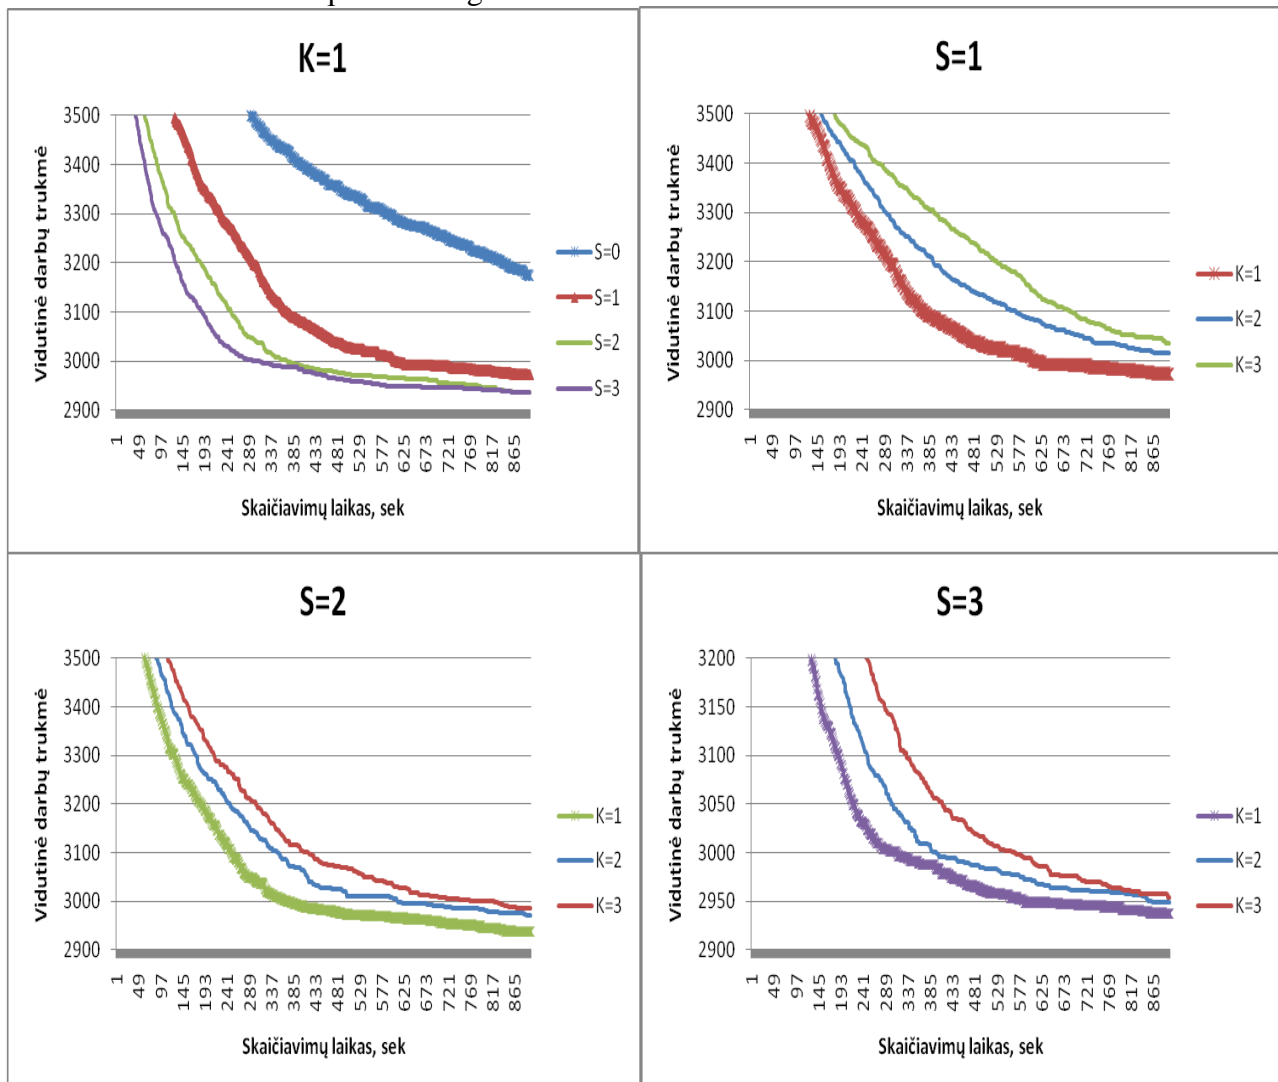 K=1
Vidutinė darbų trukmė
3500
3400
3300
3200
3100
3000
2900
1 49 97 145 193 241 289 337 385 433 481 529 577 625 673 721 769 817 865
Skaičiavimų laikas, sek
S=0
S=1
S=2
S=3
S=1
Vidutinė darbų trukmė
3500
3400
3300
3200
3100
3000
2900
1 49 97 145 193 241 289 337 385 433 481 529 577 625 673 721 769 817 865
Skaičiavimų laikas, sek
K=1
K=2
K=3
S=2
Vidutinė darbų trukmė
3500
3400
3300
3200
3100
3000
2900
1 49 97 145 193 241 289 337 385 433 481 529 577 625 673 721 769 817 865
Skaičiavimų laikas, sek
K=1
K=2
K=3
S=3
Vidutinė darbų trukmė
3200
3150
3100
3050
3000
2950
2900
1 49 97 145 193 241 289 337 385 433 481 529 577 625 673 721 769 817 865
Skaičiavimų laikas, sek
K=1
K=2
K=3